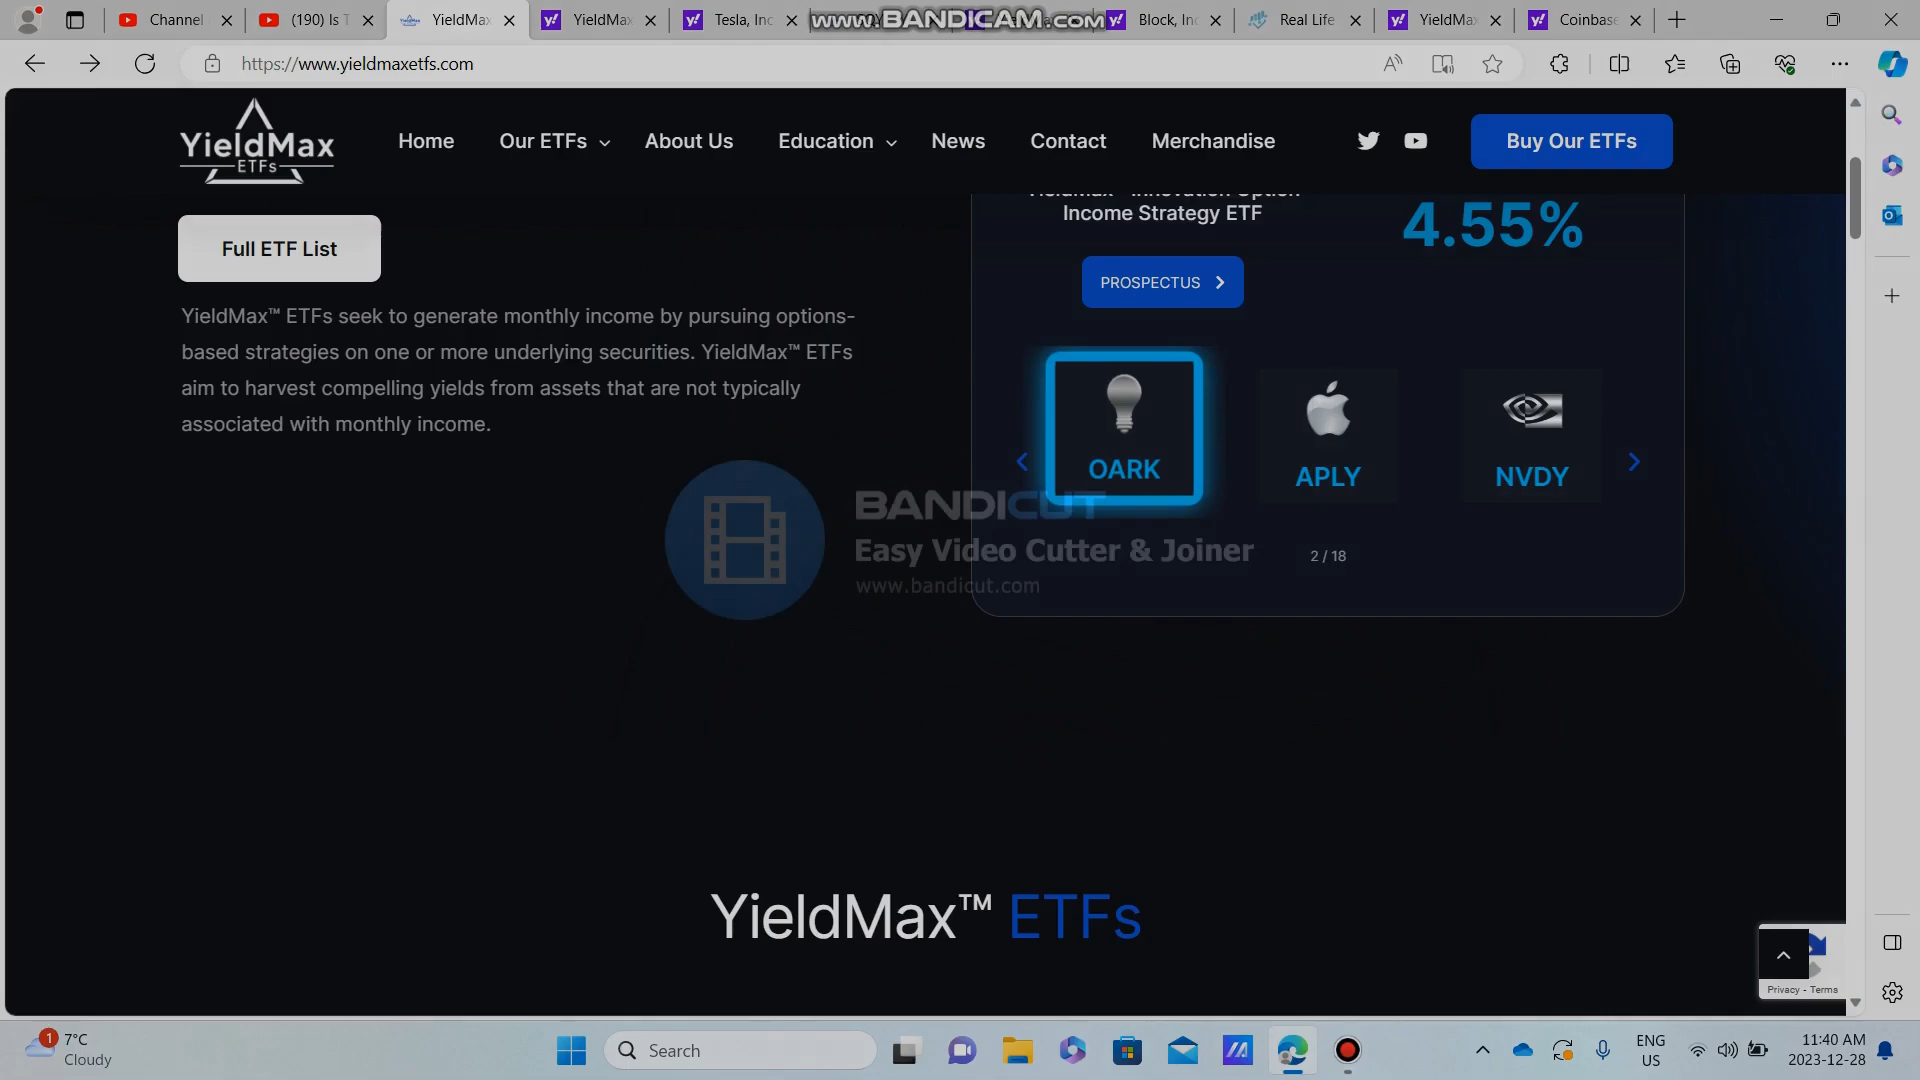 Channel
(190) Is T
YieldMax
YieldMax
Tesla, Inc
www.BANDICAM.com
Block, Inc
Real Life
YieldMa
Coinbase
https://www.yieldmaxetfs.com
YieldMax
ETFs
Home
Our ETFs
About Us
Education
News
Contact
Merchandise
Buy Our ETFs
YieldMax™ Innovation Option
Income Strategy ETF
4.55%
Full ETF List
PROSPECTUS
YieldMax™ ETFs seek to generate monthly income by pursuing options-
based strategies on one or more underlying securities. YieldMax™ ETFs
aim to harvest compelling yields from assets that are not typically
associated with monthly income.
OARK
APLY
NVDY
BANDICUT
Easy Video Cutter & Joiner
www.bandicut.com
2 / 18
YieldMax™ ETFs
Privacy - Terms
1
7°C
Cloudy
Search
ENG
US
11:40 AM
2023-12-28